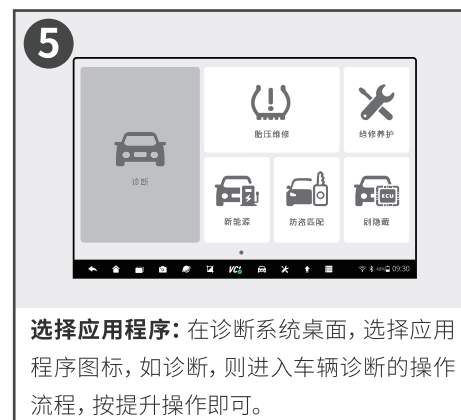 5
胎压维修
给修养护
诊断
新能源
防盗匹配
ECU
刷隐藏
VCI 48% 09:30
选择应用程序：在诊断系统桌面，选择应用
程序图标，如诊断，则进入车辆诊断的操作
流程，按提升操作即可。